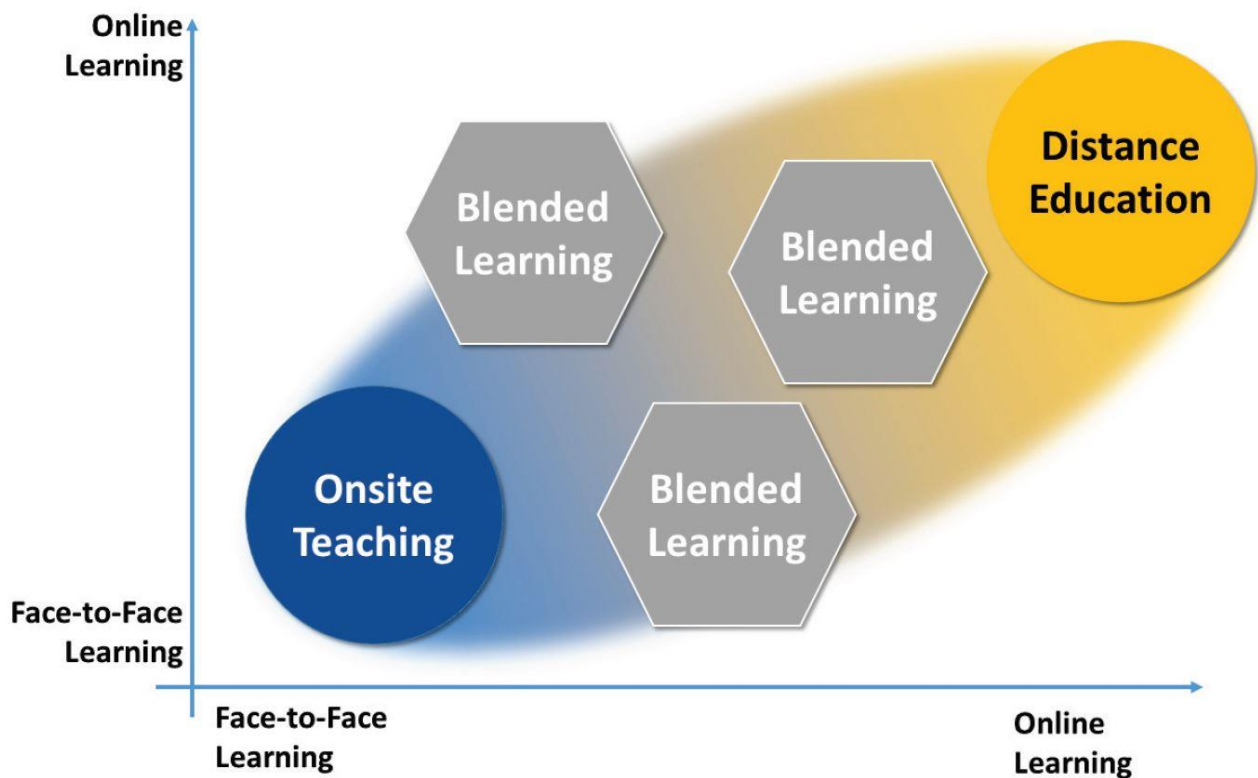 Online
Learning
Distance
Education
Blended
Learning
Blended
Learning
Onsite
Teaching
Blended
Learning
Face-to-Face
Learning
Face-to-Face
Learning
Online
Learning